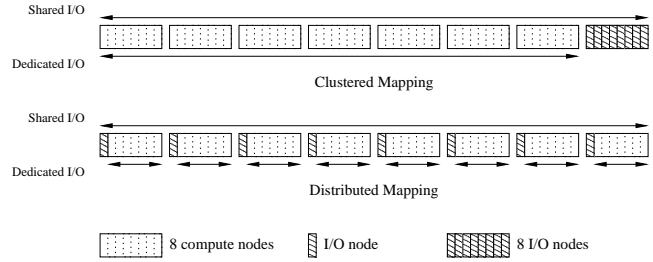 Shared I/O
Dedicated I/O
Clustered Mapping
Shared I/O
Dedicated I/O
Distributed Mapping
8 compute nodes
I/O node
8 I/O nodes